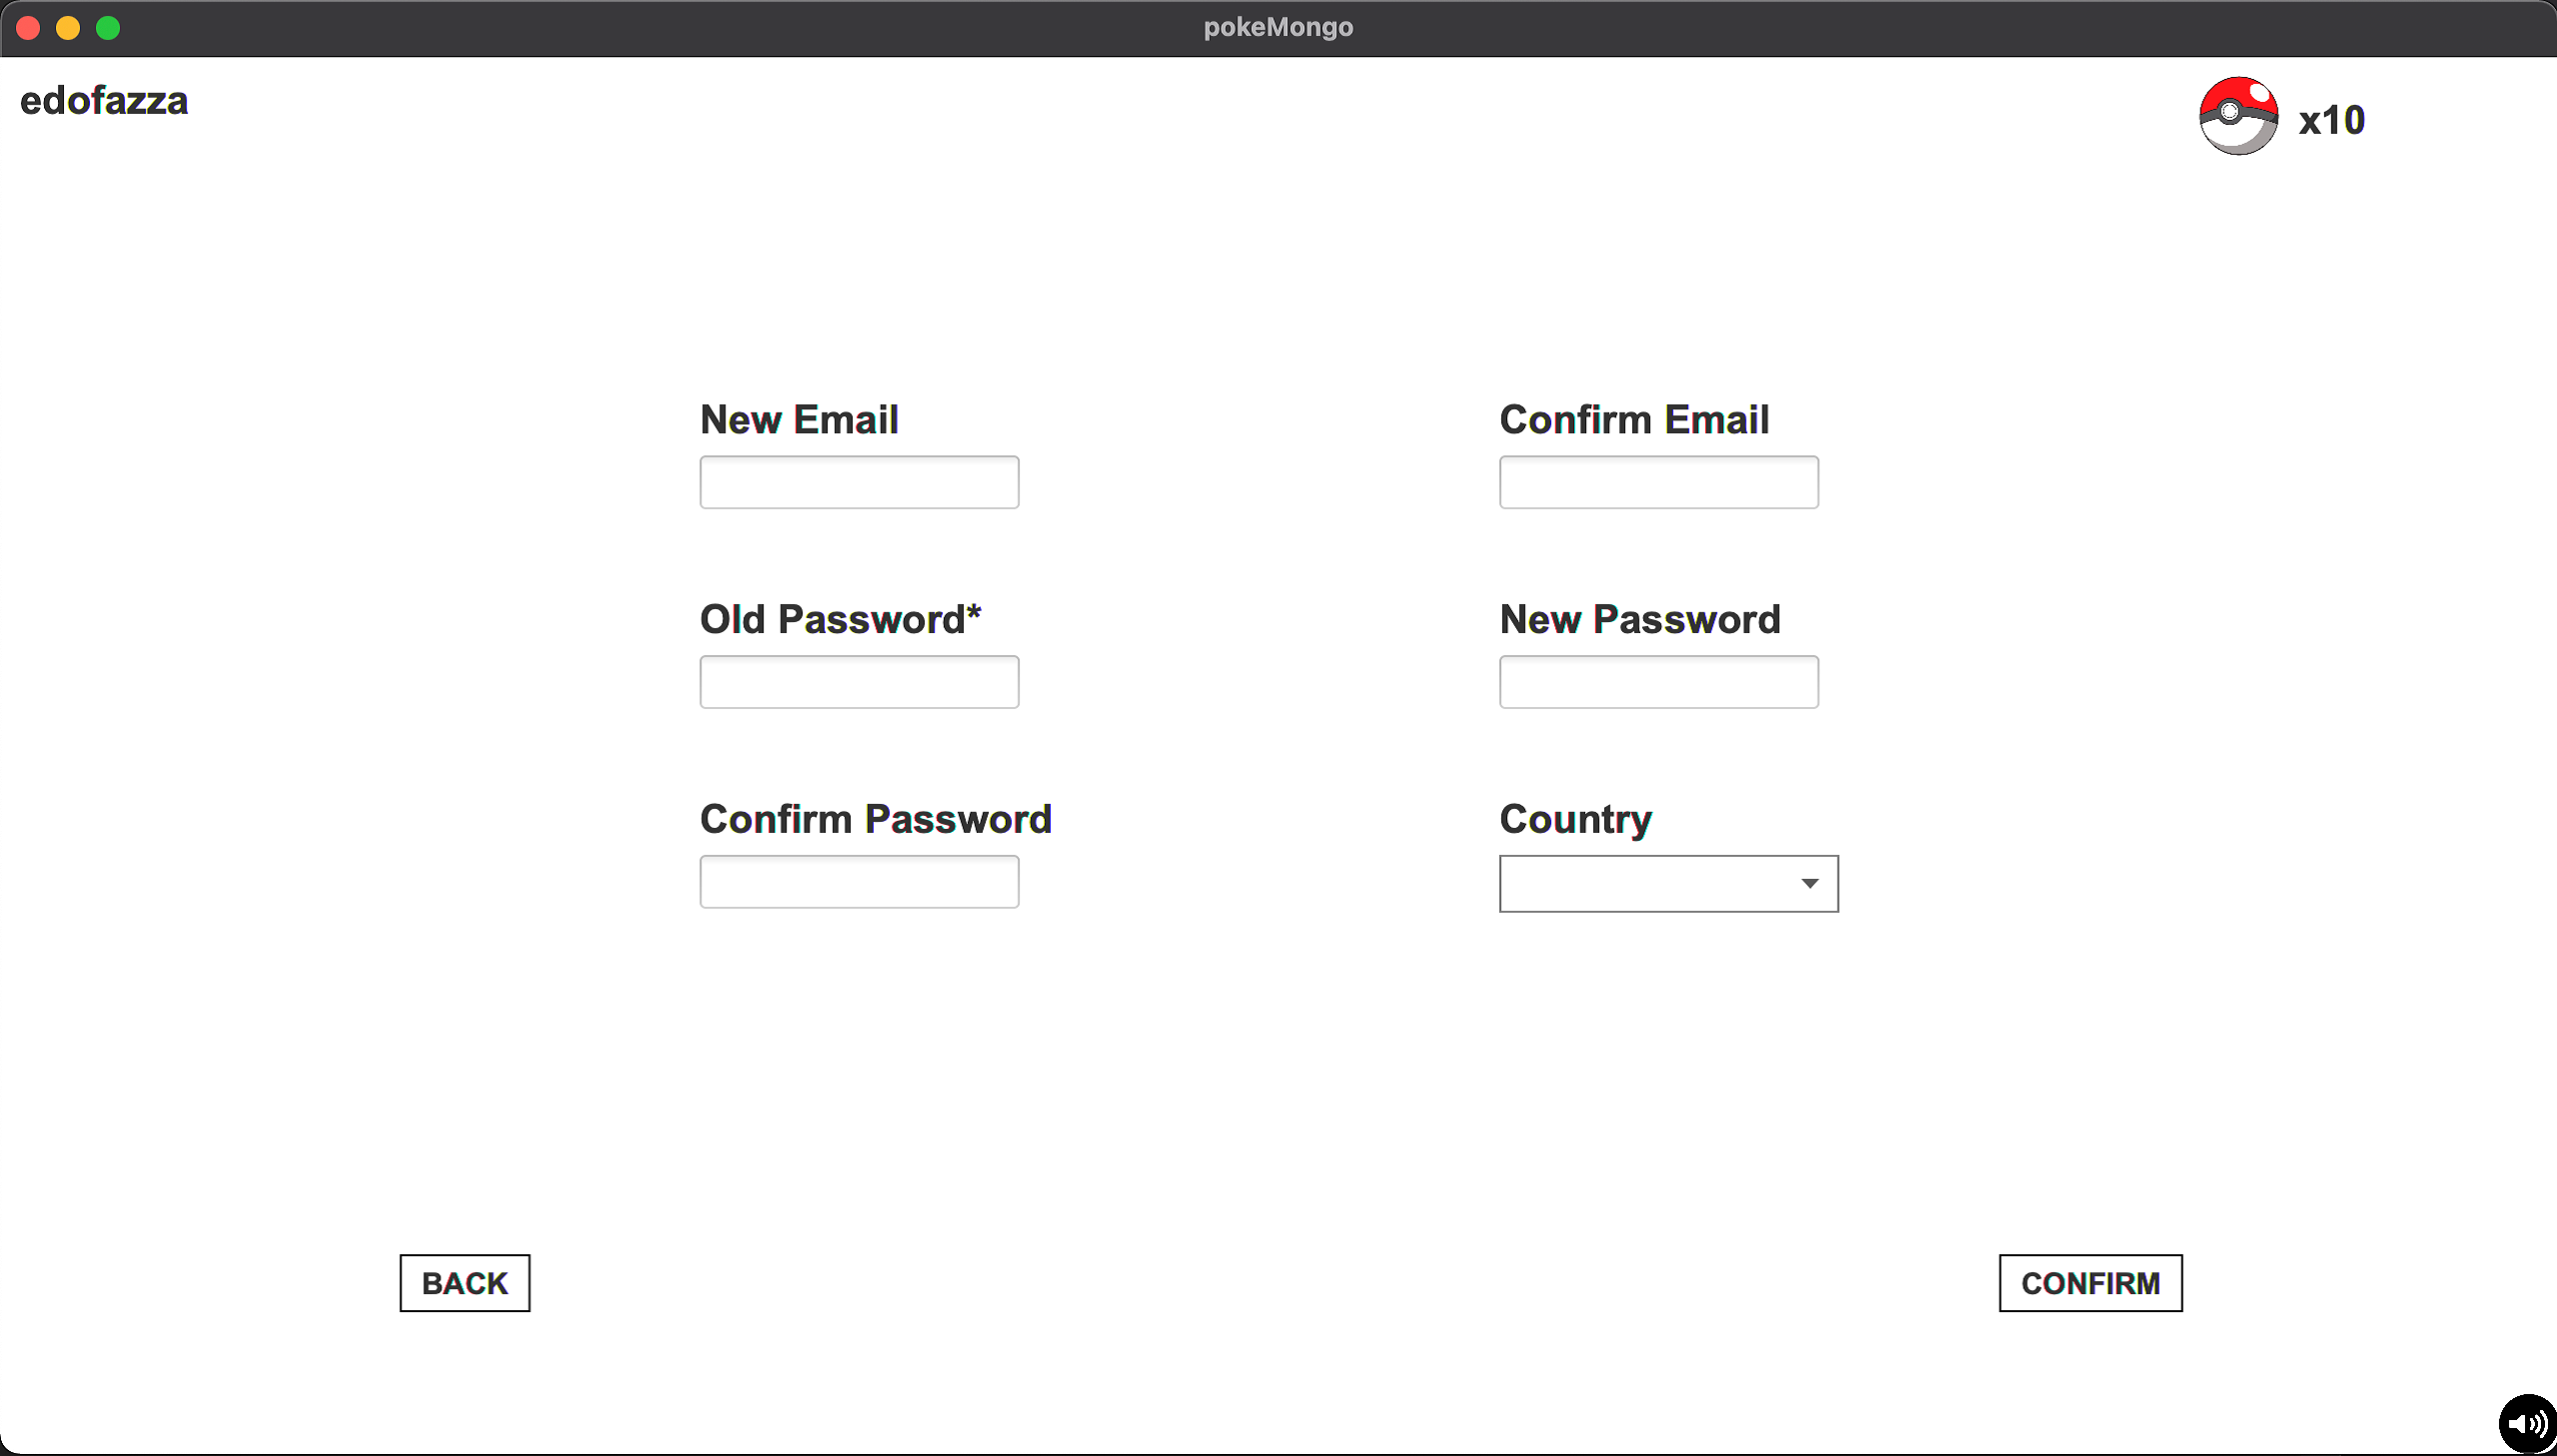 pokeMongo
edofazza
x10
New Email
Confirm Email
Old Password*
New Password
Confirm Password
Country
BACK
CONFIRM